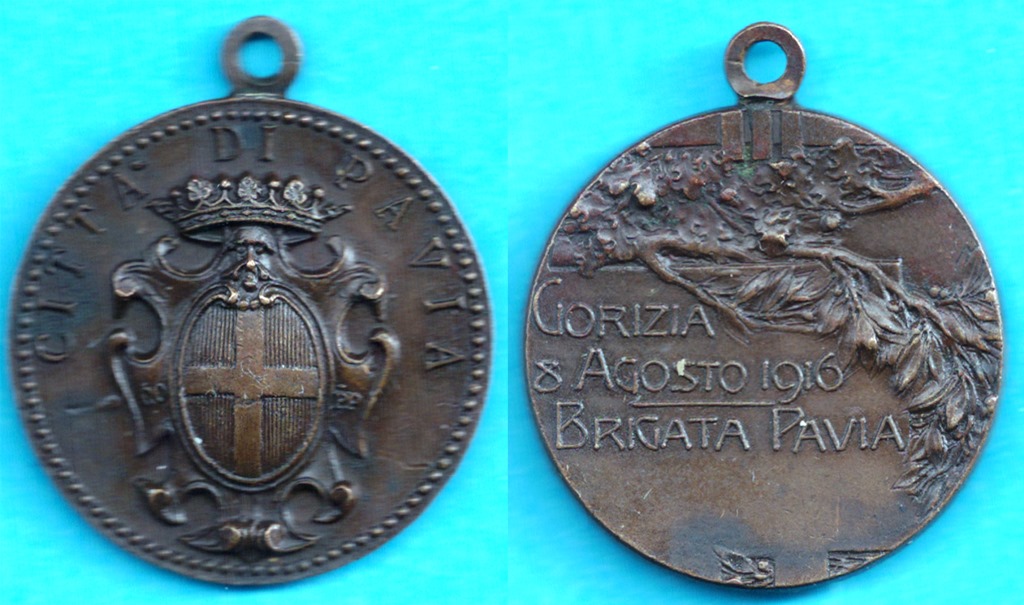 CITTA' DI PAVIA
GORIZIA
8 AGOSTO 1916
BRIGATA PAVIA